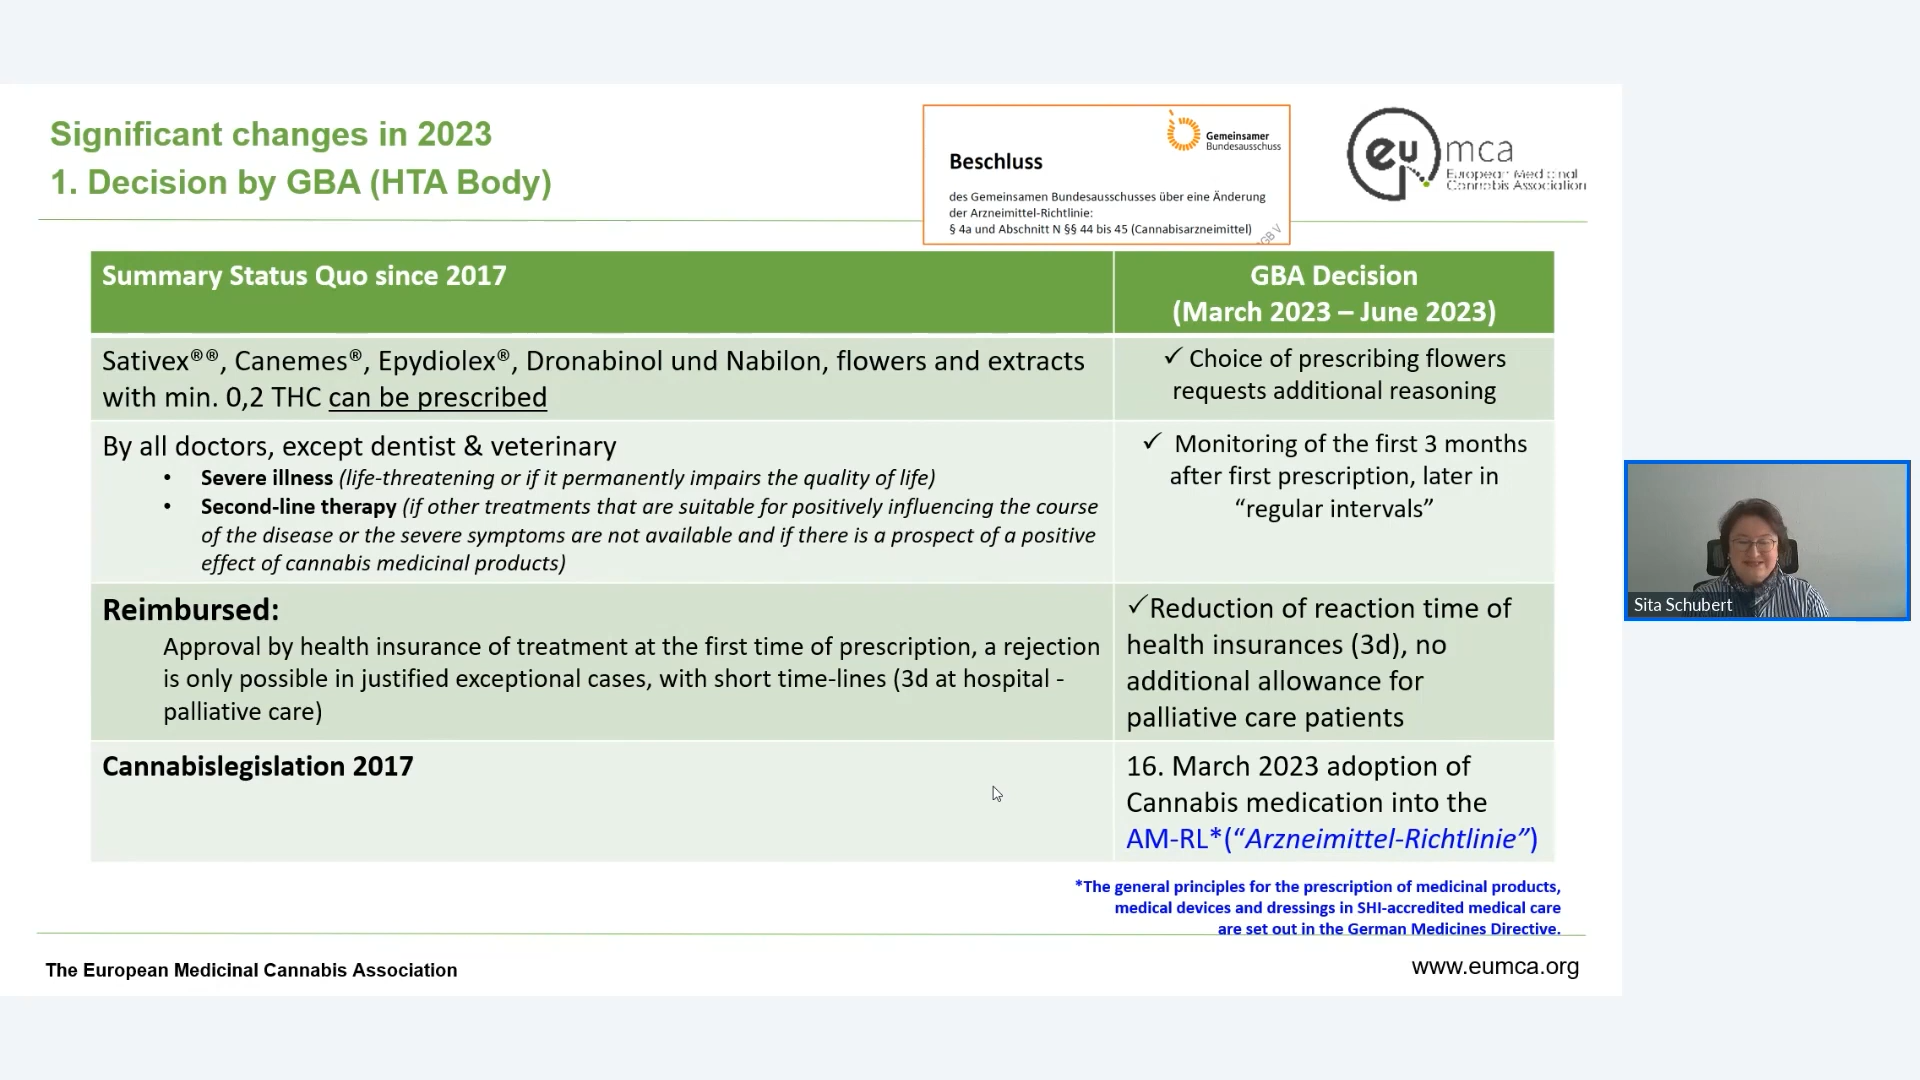 Significant changes in 2023
1. Decision by GBA (HTA Body)
Gemeinsamer
Bundesausschuss
Beschluss
des Gemeinsamen Bundesausschusses über eine Änderung
der Arzneimittel-Richtlinie:
§ 4a und Abschnitt N §§ 44 bis 45 (Cannabisarzneimittel)
eu mca
European Medicinal
Cannabis Association
Summary Status Quo since 2017
GBA Decision
(March 2023 – June 2023)
Sativex®®, Canemes®, Epydiolex®, Dronabinol und Nabilon, flowers and extracts
with min. 0,2 THC can be prescribed
✓ Choice of prescribing flowers
requests additional reasoning
By all doctors, except dentist & veterinary
• Severe illness (life-threatening or if it permanently impairs the quality of life)
• Second-line therapy (if other treatments that are suitable for positively influencing the course
of the disease or the severe symptoms are not available and if there is a prospect of a positive
effect of cannabis medicinal products)
✓ Monitoring of the first 3 months
after first prescription, later in
“regular intervals”
Reimbursed:
Approval by health insurance of treatment at the first time of prescription, a rejection
is only possible in justified exceptional cases, with short time-lines (3d at hospital -
palliative care)
✓Reduction of reaction time of
health insurances (3d), no
additional allowance for
palliative care patients
Cannabislegislation 2017
16. March 2023 adoption of
Cannabis medication into the
AM-RL*(“Arzneimittel-Richtlinie”)
*The general principles for the prescription of medicinal products,
medical devices and dressings in SHI-accredited medical care
are set out in the German Medicines Directive.
The European Medicinal Cannabis Association
www.eumca.org
Sita Schubert